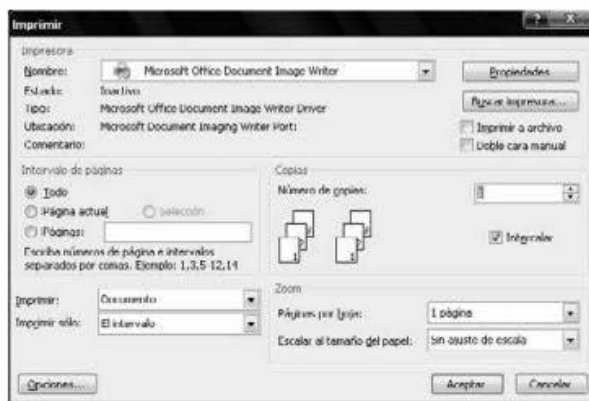 Imprimir
Impresora
Nombre: Microsoft Office Document Image Writer
Propiedades
Estado: Inactivo
Buscar impresora...
Tipo: Microsoft Office Document Image Writer Driver
Ubicación: Microsoft Document Imaging Writer Port:
Imprimir a archivo
Comentario:
Doble cara manual
Intervalo de páginas
Todo
Página actual
Selección
Páginas:
Escriba números de página e intervalos
separados por comas. Ejemplo: 1,3,5-12,14
Copias
Número de copias: 1
Intercalar
Imprimir: Documento
Imprimir sólo: El intervalo
Zoom
Páginas por hoja: 1 página
Escalar al tamaño del papel: Sin ajuste de escala
Opciones...
Aceptar
Cancelar